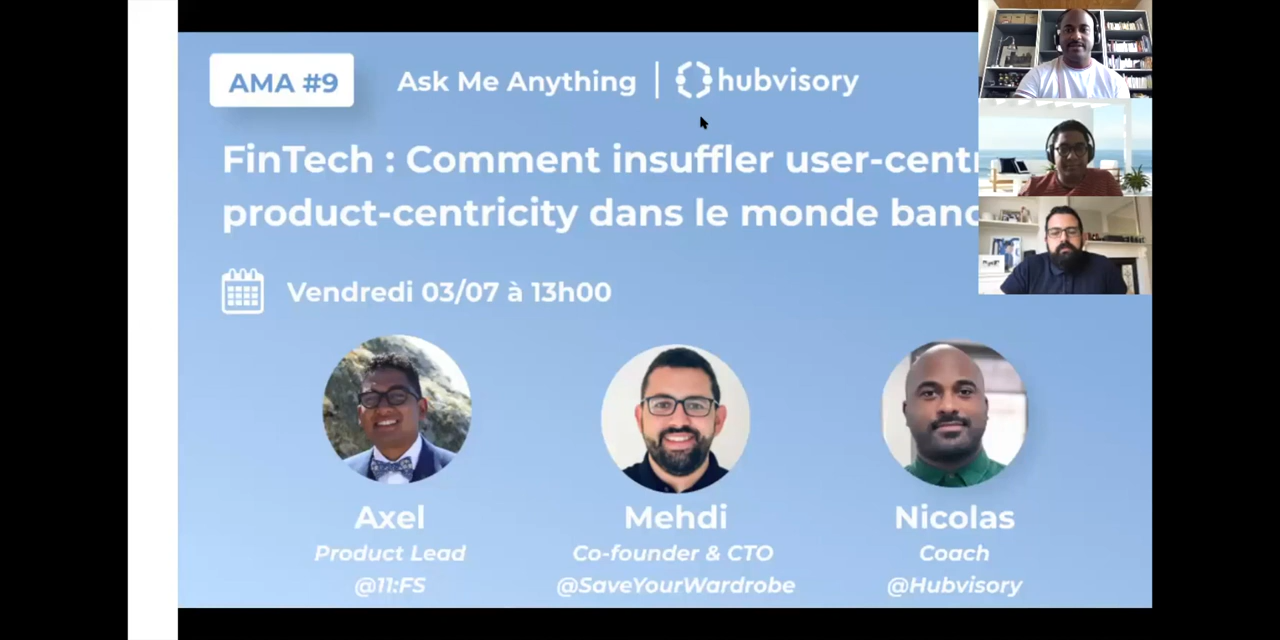 AMA #9
Ask Me Anything | hubvisory
FinTech : Comment insuffler user-centr
product-centricity dans le monde banc
Vendredi 03/07 à 13h00
Axel
Product Lead
@11:FS
Mehdi
Co-founder & CTO
@SaveYourWardrobe
Nicolas
Coach
@Hubvisory